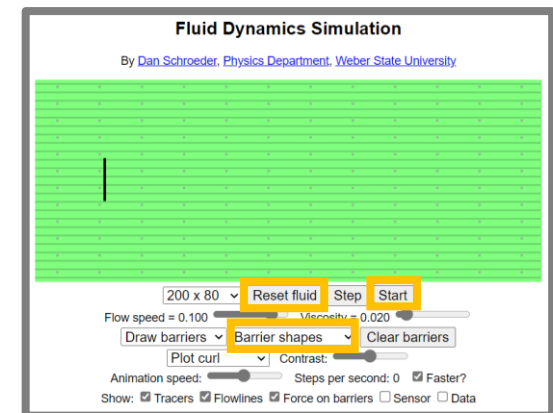 Fluid Dynamics Simulation
By Dan Schroeder, Physics Department, Weber State University
200 x 80 Reset fluid Step Start
Flow speed = 0.100 Viscosity = 0.020
Draw barriers Barrier shapes Clear barriers
Plot curl Contrast:
Animation speed: Steps per second: 0 Faster?
Show: Tracers Flowlines Force on barriers Sensor Data